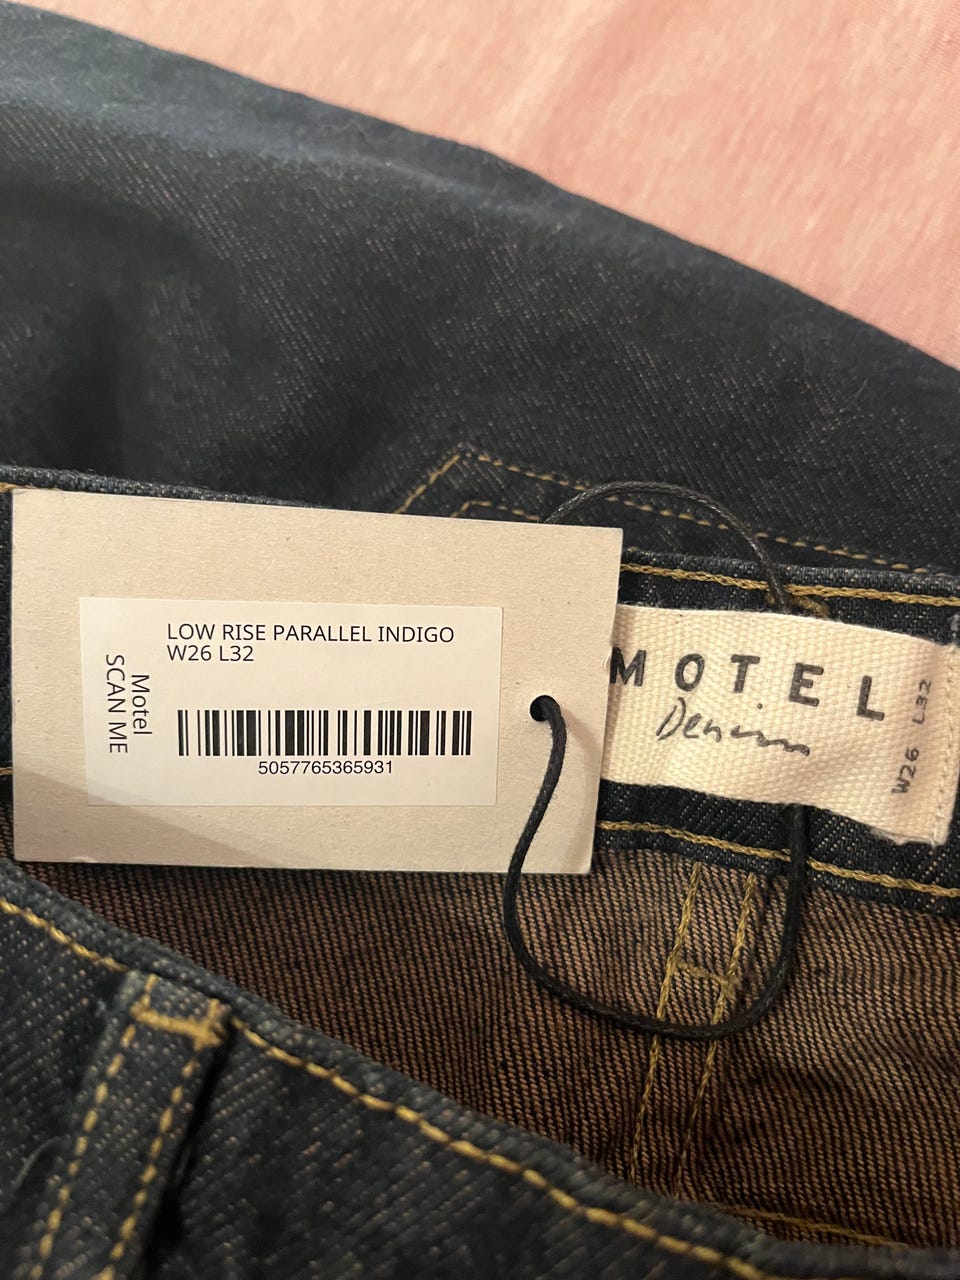 LOW RISE PARALLEL INDIGO
W26 L32
Motel
SCAN ME
5057765365931
MOTEL
Denim
W26 L32